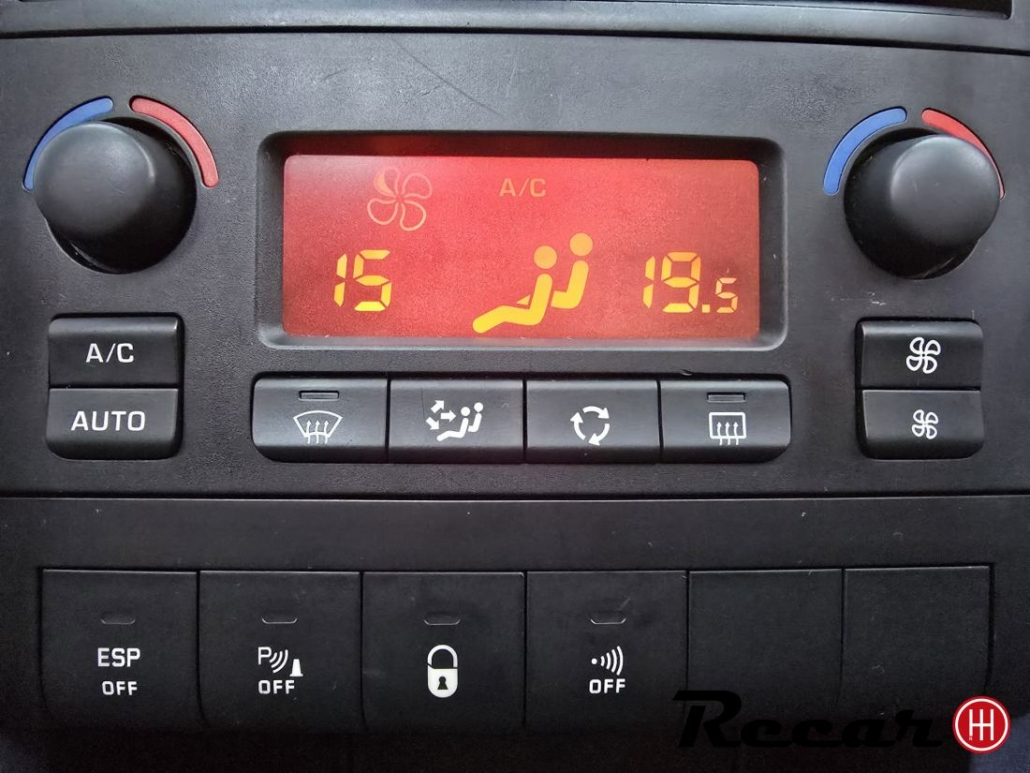 A/C
15
19.5
A/C
AUTO
ESP
OFF
P
OFF
OFF
Recar